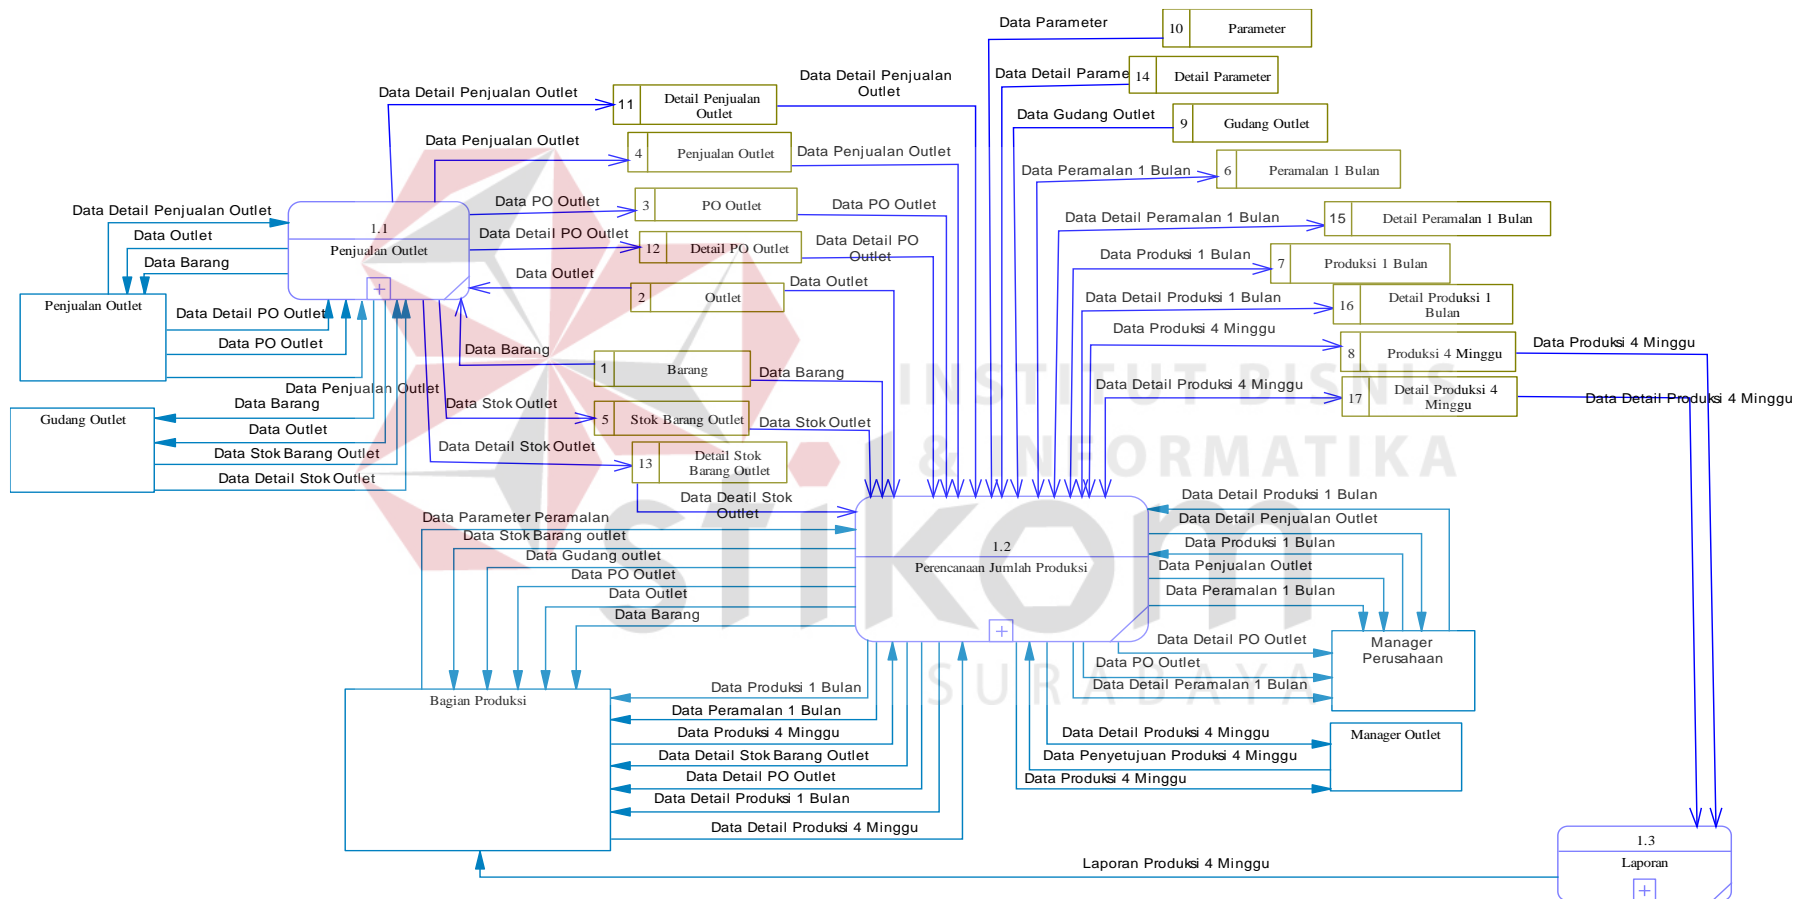 Data Parameter
10 Parameter
Data Detail Parame
14 Detail Parameter
Data Detail Penjualan
Outlet
Data Detail Penjualan Outlet
11 Detail Penjualan
Outlet
Data Gudang Outlet
9 Gudang Outlet
Data Penjualan Outlet
4 Penjualan Outlet
Data Penjualan Outlet
Data Peramalan 1 Bulan
6 Peramalan 1 Bulan
Data PO Outlet
3 PO Outlet
Data PO Outlet
Data Detail Peramalan 1 Bulan
15 Detail Peramalan 1 Bulan
Data Detail Penjualan Outlet
Data Outlet
Data Barang
1.1
Penjualan Outlet
Data Detail PO Outlet
12 Detail PO Outlet
Data Detail PO
Outlet
Data Produksi 1 Bulan
7 Produksi 1 Bulan
Data Outlet
2 Outlet
Data Outlet
Data Detail Produksi 1 Bulan
16 Detail Produksi 1
Bulan
Penjualan Outlet
Data Detail PO Outlet
Data PO Outlet
Data Penjualan Outlet
Data Produksi 4 Minggu
8 Produksi 4 Minggu
Data Produksi 4 Minggu
Data Barang
1 Barang
Data Barang
Data Detail Produksi 4 Minggu
17 Detail Produksi 4
Minggu
Data Detail Produksi 4 Minggu
Gudang Outlet
Data Barang
Data Outlet
Data Stok Barang Outlet
Data Detail Stok Outlet
Data Stok Outlet
5 Stok Barang Outlet
Data Stok Outlet
Data Detail Stok Outlet
13 Detail Stok
Barang Outlet
Data Deatil Stok
Outlet
INSTITUT BISNIS
& INFORMATIKA
stikom
SURABAYA
Data Parameter Peramalan
Data Stok Barang outlet
Data Gudang outlet
Data PO Outlet
Data Outlet
Data Barang
1.2
Perencanaan Jumlah Produksi
Data Detail Produksi 1 Bulan
Data Detail Penjualan Outlet
Data Produksi 1 Bulan
Data Penjualan Outlet
Data Peramalan 1 Bulan
Data Detail PO Outlet
Data PO Outlet
Data Detail Peramalan 1 Bulan
Manager
Perusahaan
Bagian Produksi
Data Produksi 1 Bulan
Data Peramalan 1 Bulan
Data Produksi 4 Minggu
Data Detail Stok Barang Outlet
Data Detail PO Outlet
Data Detail Produksi 1 Bulan
Data Detail Produksi 4 Minggu
Data Detail Produksi 4 Minggu
Data Penyetujuan Produksi 4 Minggu
Data Produksi 4 Minggu
Manager Outlet
Laporan Produksi 4 Minggu
1.3
Laporan